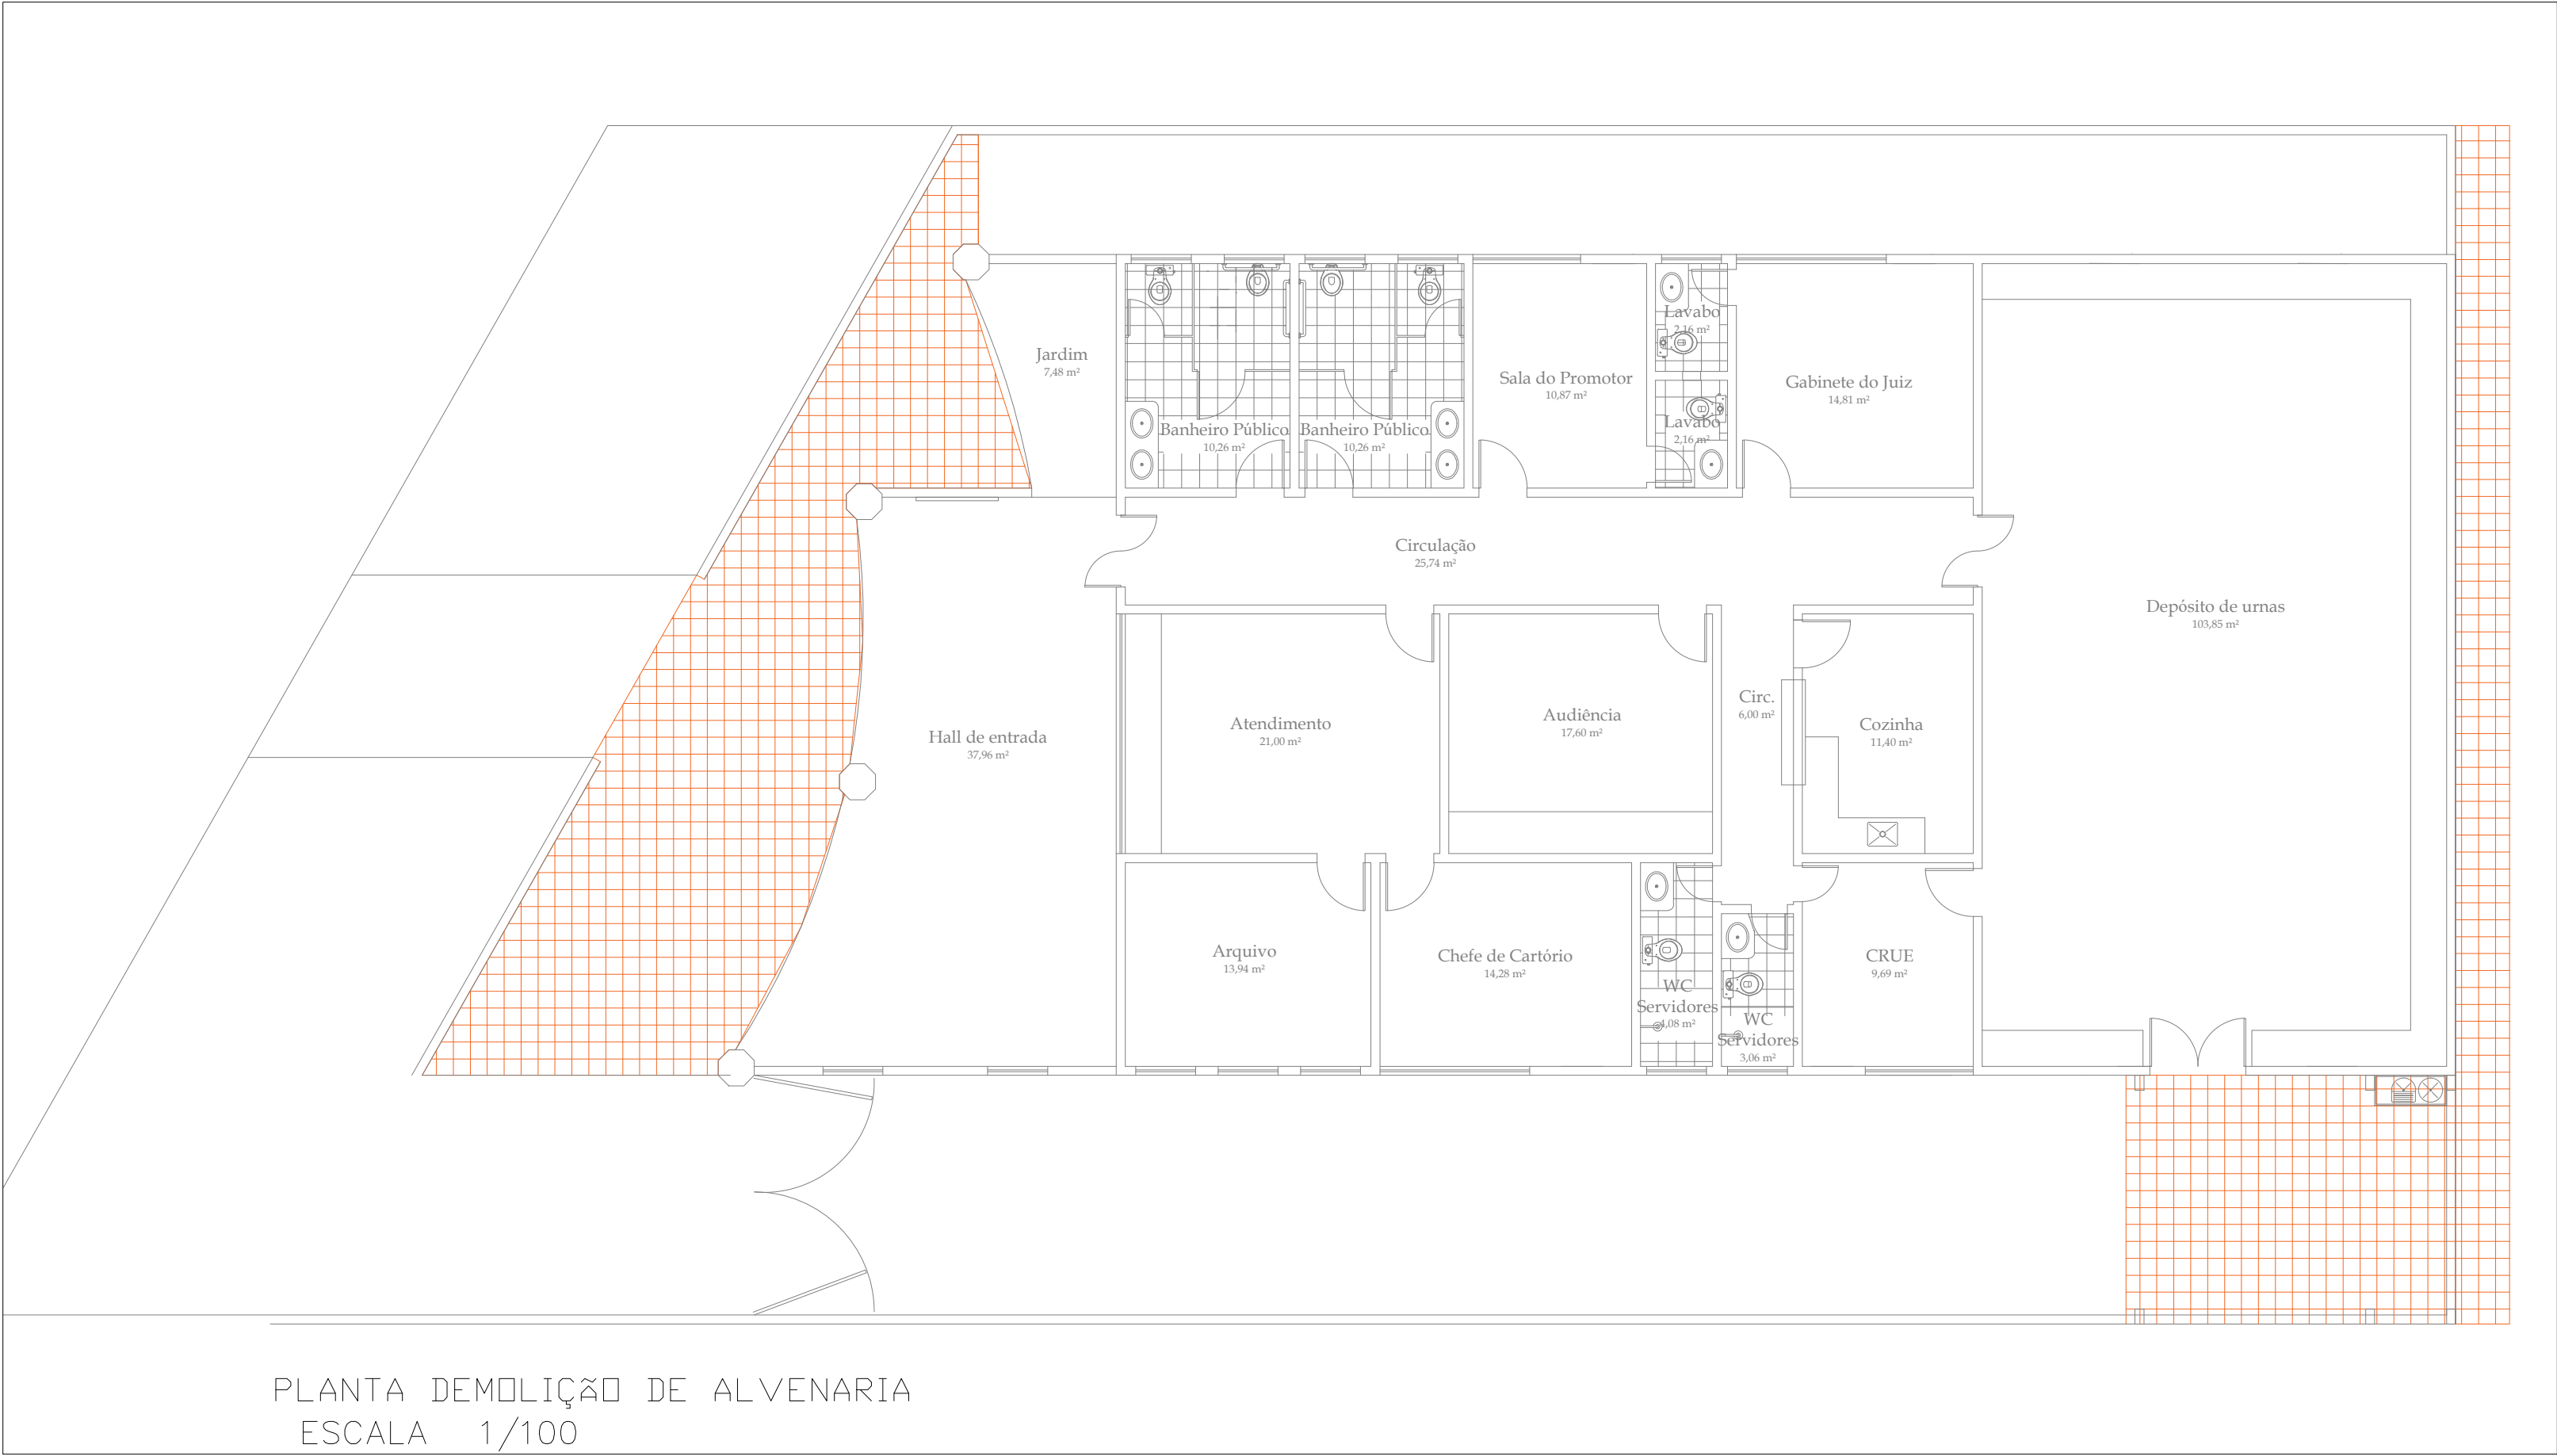 Jardim
7,48 m²
Banheiro Público
10,26 m²
Banheiro Público
10,26 m²
Sala do Promotor
10,87 m²
Lavabo
2,16 m²
Lavabo
2,16 m²
Gabinete do Juiz
14,81 m²
Circulação
25,74 m²
Depósito de urnas
103,85 m²
Hall de entrada
37,96 m²
Atendimento
21,00 m²
Audiência
17,60 m²
Circ.
6,00 m²
Cozinha
11,40 m²
Arquivo
13,94 m²
Chefe de Cartório
14,28 m²
WC
Servidores
4,08 m²
WC
Servidores
3,06 m²
CRUE
9,69 m²
PLANTA DEMOLIÇãO DE ALVENARIA
ESCALA 1/100